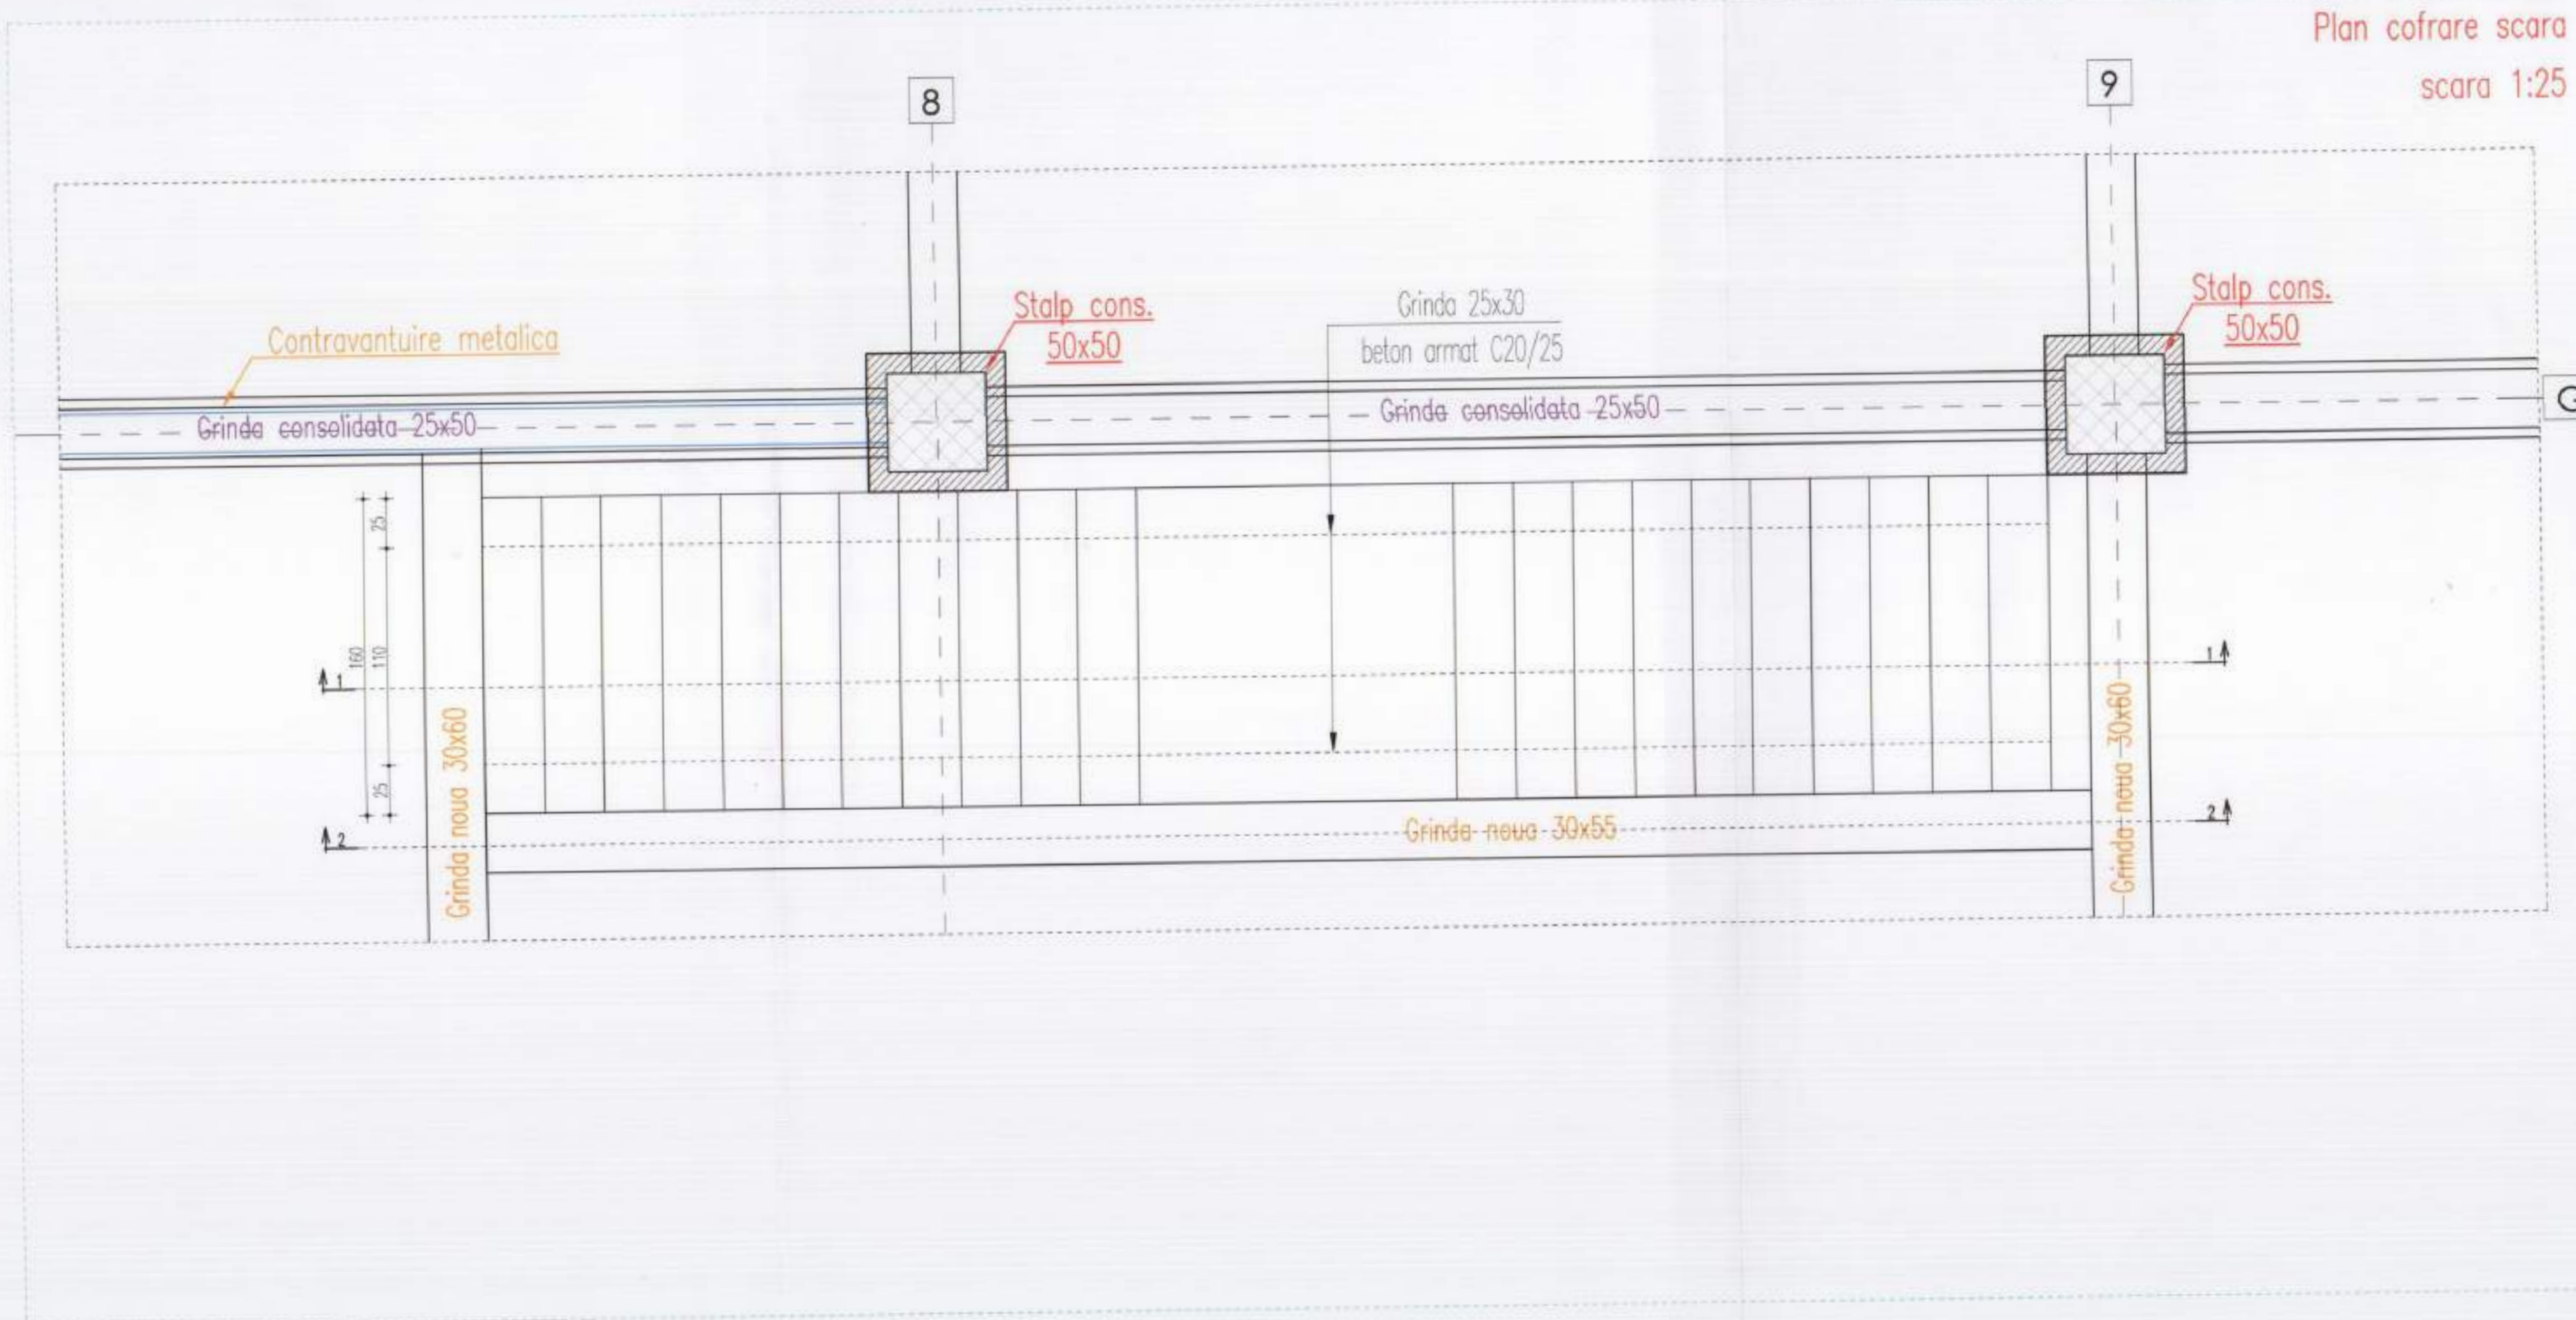 Plan cofrare scara
scara 1:25
8
9
Stalp cons.
50x50
Grinda 25x30
beton armat C20/25
Stalp cons.
50x50
Contravantuire metalica
Grinda consolidata 25x50
Grinda consolidata 25x50
25
160
110
25
1
1
2
2
Grinda noua 30x60
Grinda noua 30x55
Grinda noua 30x60